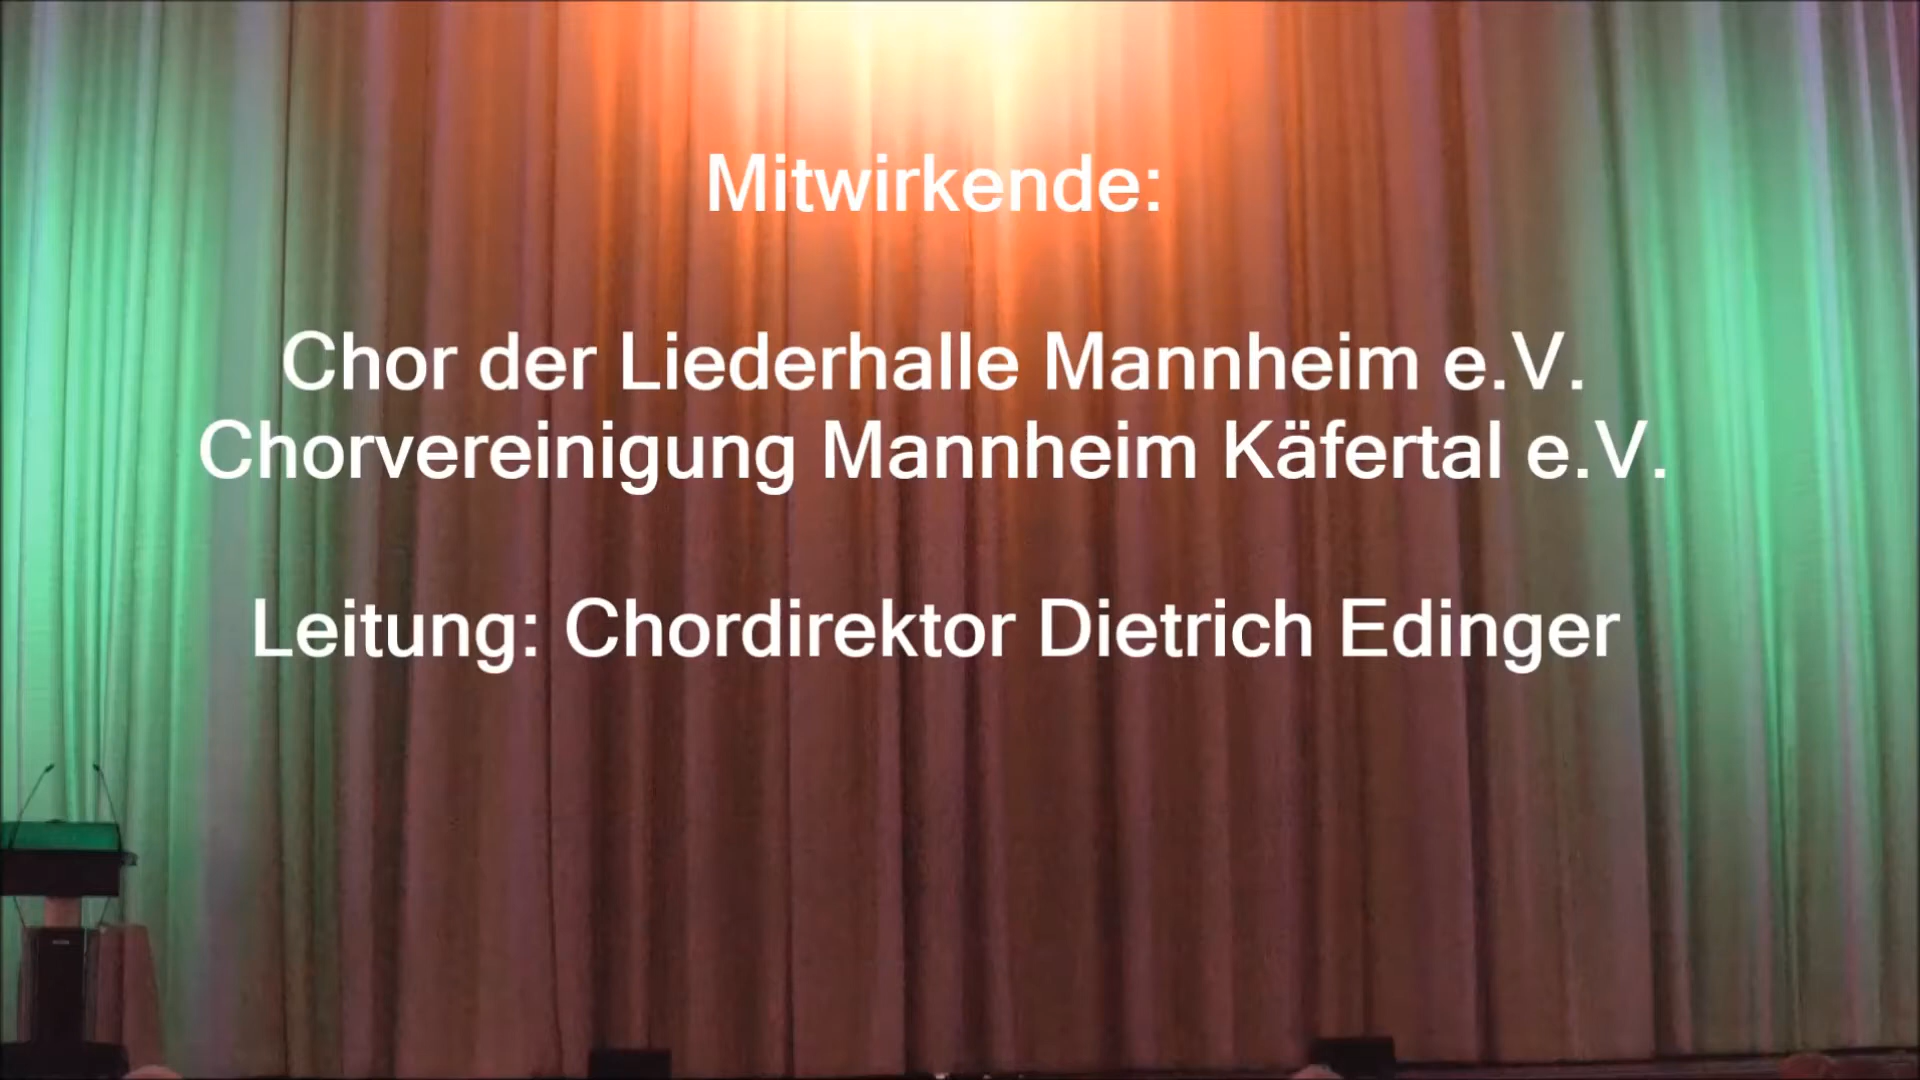 Mitwirkende:
Chor der Liederhalle Mannheim e.V.
Chorvereinigung Mannheim Käfertal e.V.
Leitung: Chordirektor Dietrich Edinger